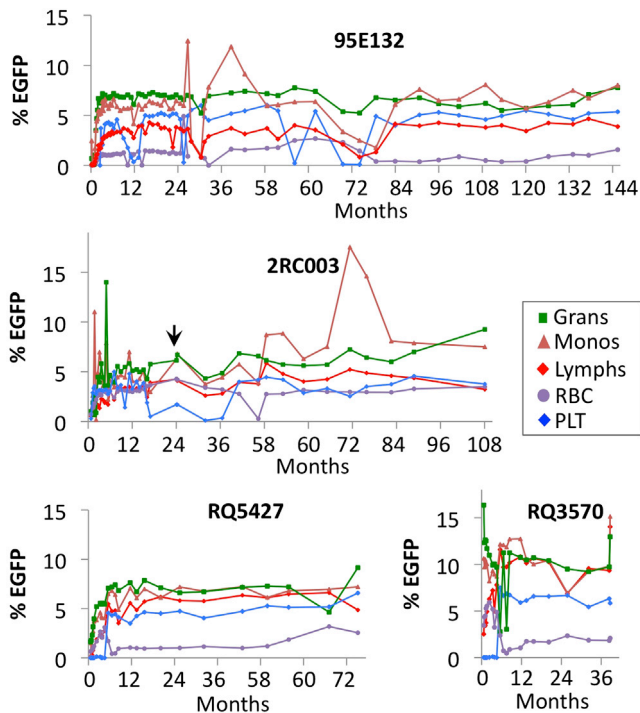 95E132
% EGFP
15
10
5
0
0 12 24 36 48 60 72 84 96 108 120 132 144
Months
2RC003
% EGFP
15
10
5
0
0 12 24 36 48 60 72 84 96 108
Months
Grans
Monos
Lymphs
RBC
PLT
RQ5427
% EGFP
15
10
5
0
0 12 24 36 48 60 72
Months
RQ3570
% EGFP
15
10
5
0
0 12 24 36
Months